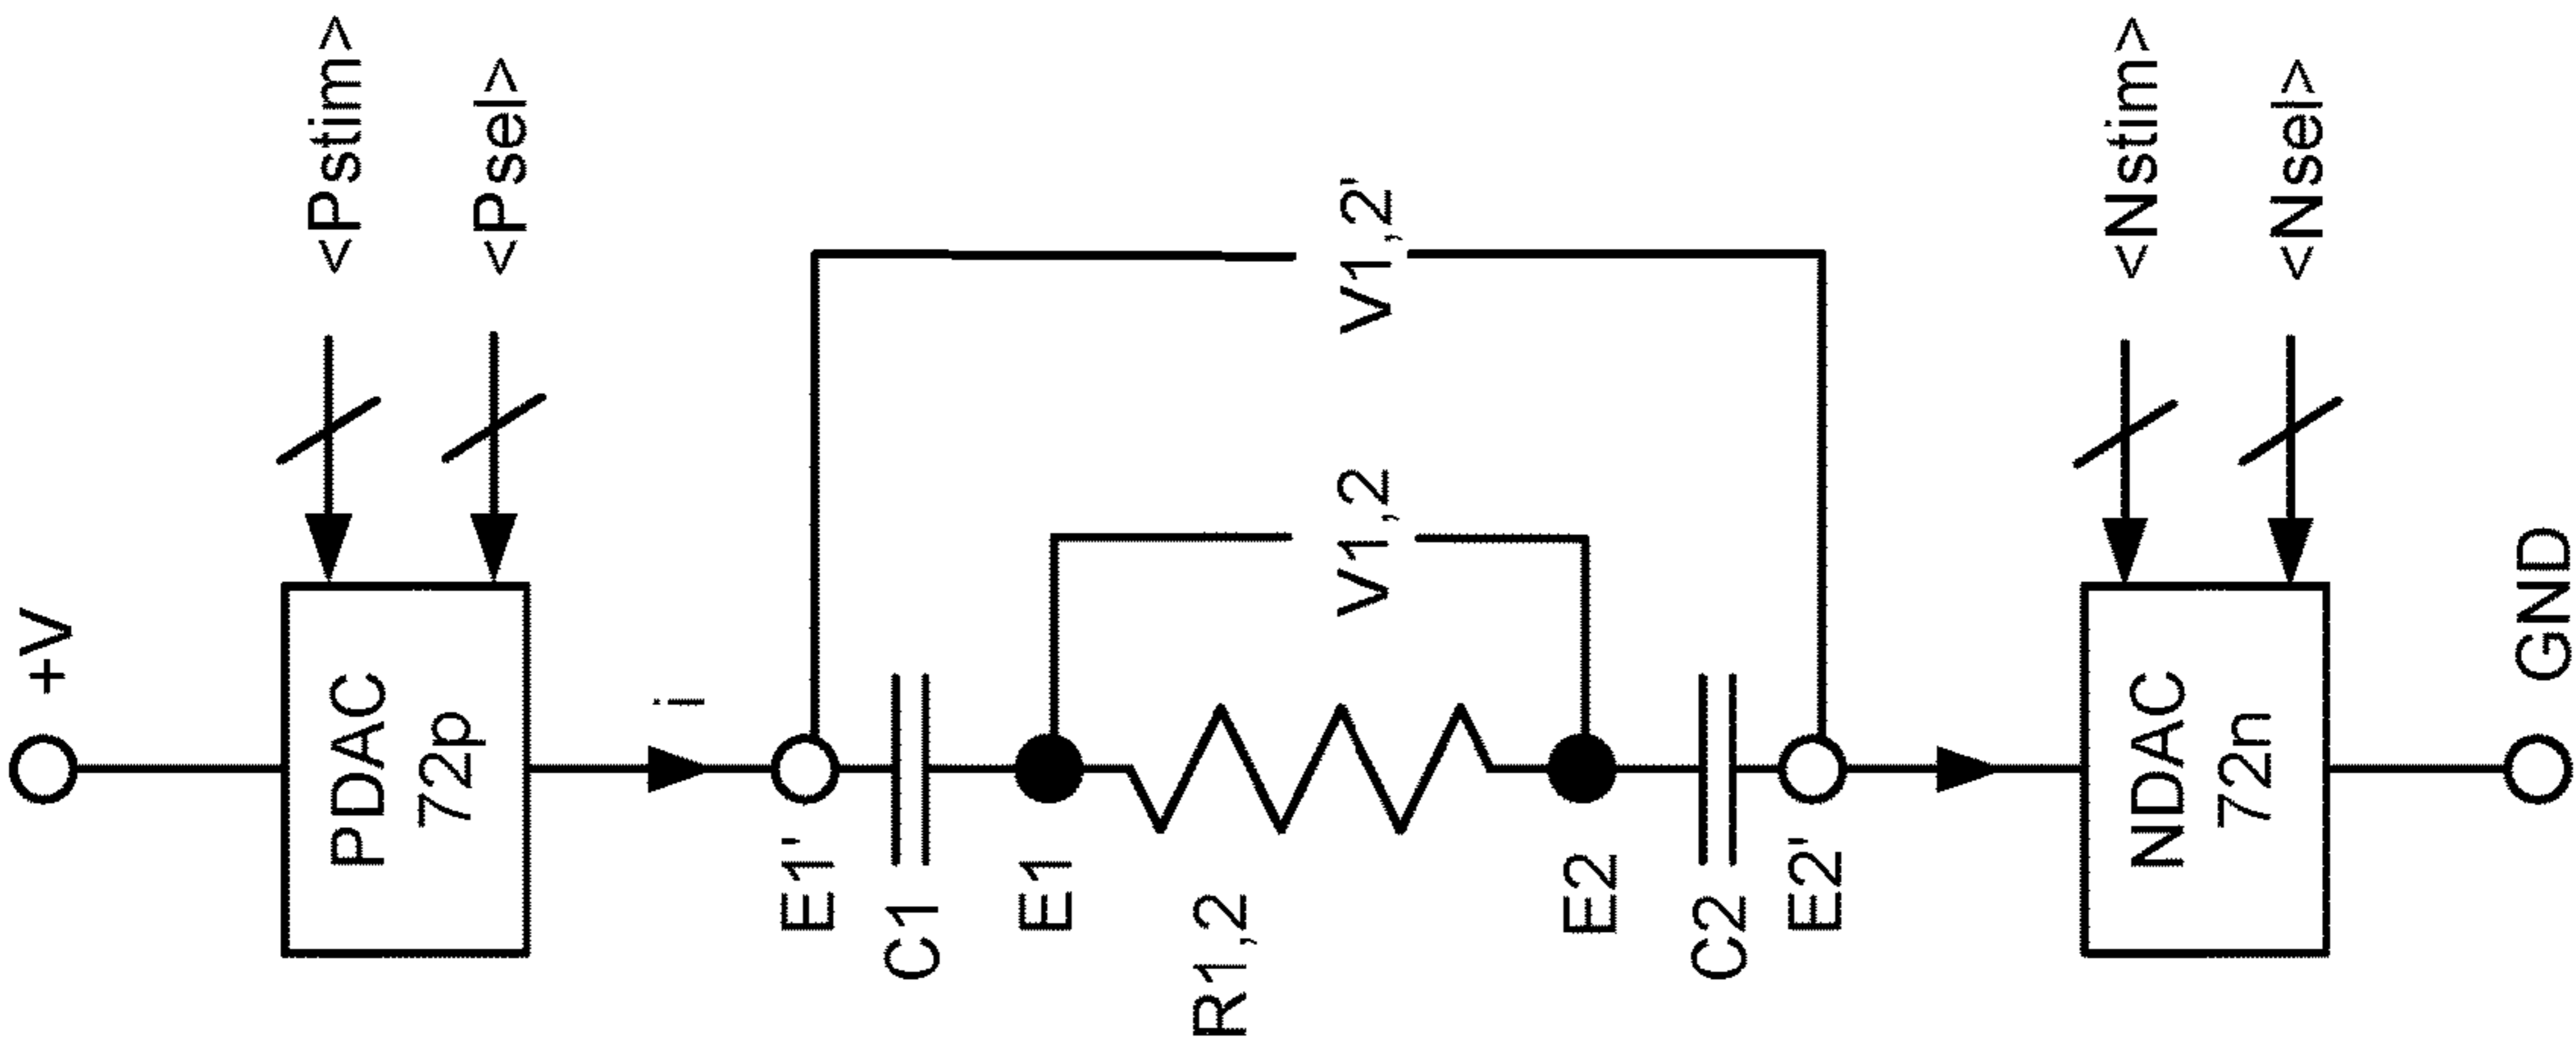 +V
<Pstim>
<Psel>
PDAC
72p
i
E1'
C1
E1
R1,2
V1,2
V1,2'
E2
C2
E2'
<Nstim>
<Nsel>
NDAC
72n
GND